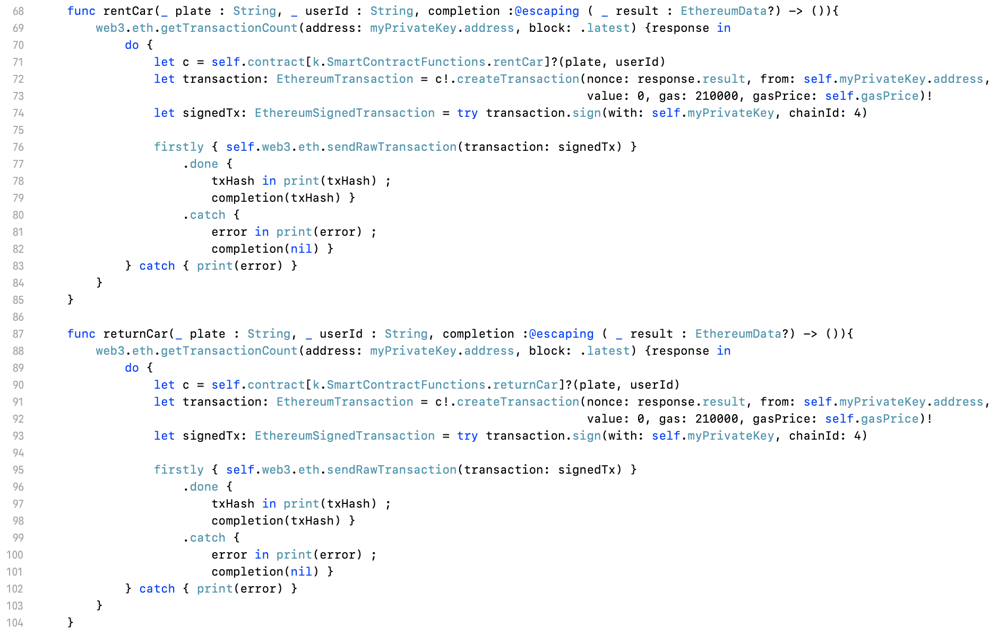 68 func rentCar(_ plate : String, _ userId : String, completion :@escaping ( _ result : EthereumData?) -> ()){
69 web3.eth.getTransactionCount(address: myPrivateKey.address, block: .latest) {response in
70 do {
71 let c = self.contract[k.SmartContractFunctions.rentCar]?(plate, userId)
72 let transaction: EthereumTransaction = c!.createTransaction(nonce: response.result, from: self.myPrivateKey.address,
73 value: 0, gas: 210000, gasPrice: self.gasPrice)!
74 let signedTx: EthereumSignedTransaction = try transaction.sign(with: self.myPrivateKey, chainId: 4)
75
76 firstly { self.web3.eth.sendRawTransaction(transaction: signedTx) }
77 .done {
78 txHash in print(txHash) ;
79 completion(txHash) }
80 .catch {
81 error in print(error) ;
82 completion(nil) }
83 } catch { print(error) }
84 }
85 }
86
87 func returnCar(_ plate : String, _ userId : String, completion :@escaping ( _ result : EthereumData?) -> ()){
88 web3.eth.getTransactionCount(address: myPrivateKey.address, block: .latest) {response in
89 do {
90 let c = self.contract[k.SmartContractFunctions.returnCar]?(plate, userId)
91 let transaction: EthereumTransaction = c!.createTransaction(nonce: response.result, from: self.myPrivateKey.address,
92 value: 0, gas: 210000, gasPrice: self.gasPrice)!
93 let signedTx: EthereumSignedTransaction = try transaction.sign(with: self.myPrivateKey, chainId: 4)
94
95 firstly { self.web3.eth.sendRawTransaction(transaction: signedTx) }
96 .done {
97 txHash in print(txHash) ;
98 completion(txHash) }
99 .catch {
100 error in print(error) ;
101 completion(nil) }
102 } catch { print(error) }
103 }
104 }